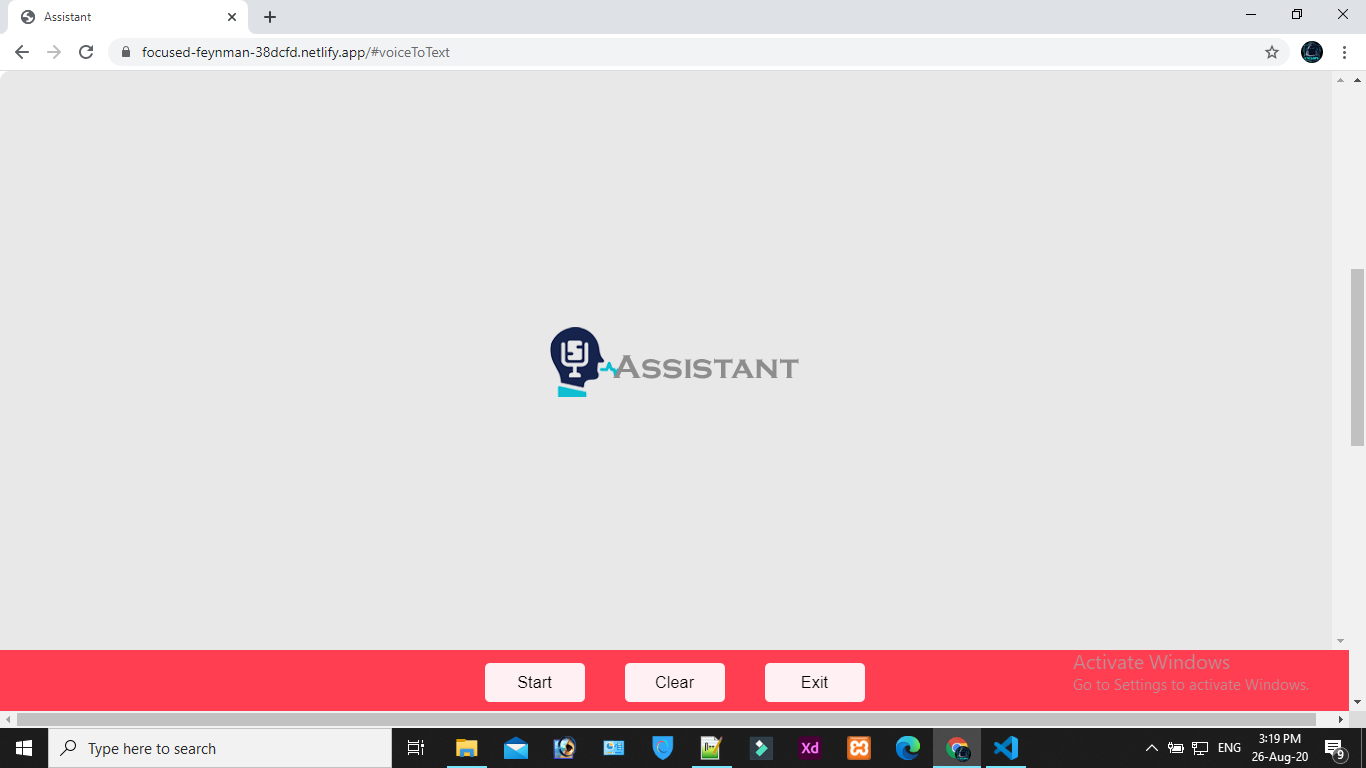 Assistant
focused-feynman-38dcfd.netlify.app/#voiceToText
Assistant
Start
Clear
Exit
Activate Windows
Go to Settings to activate Windows.
Type here to search
Xd
ENG
3:19 PM
26-Aug-20
9